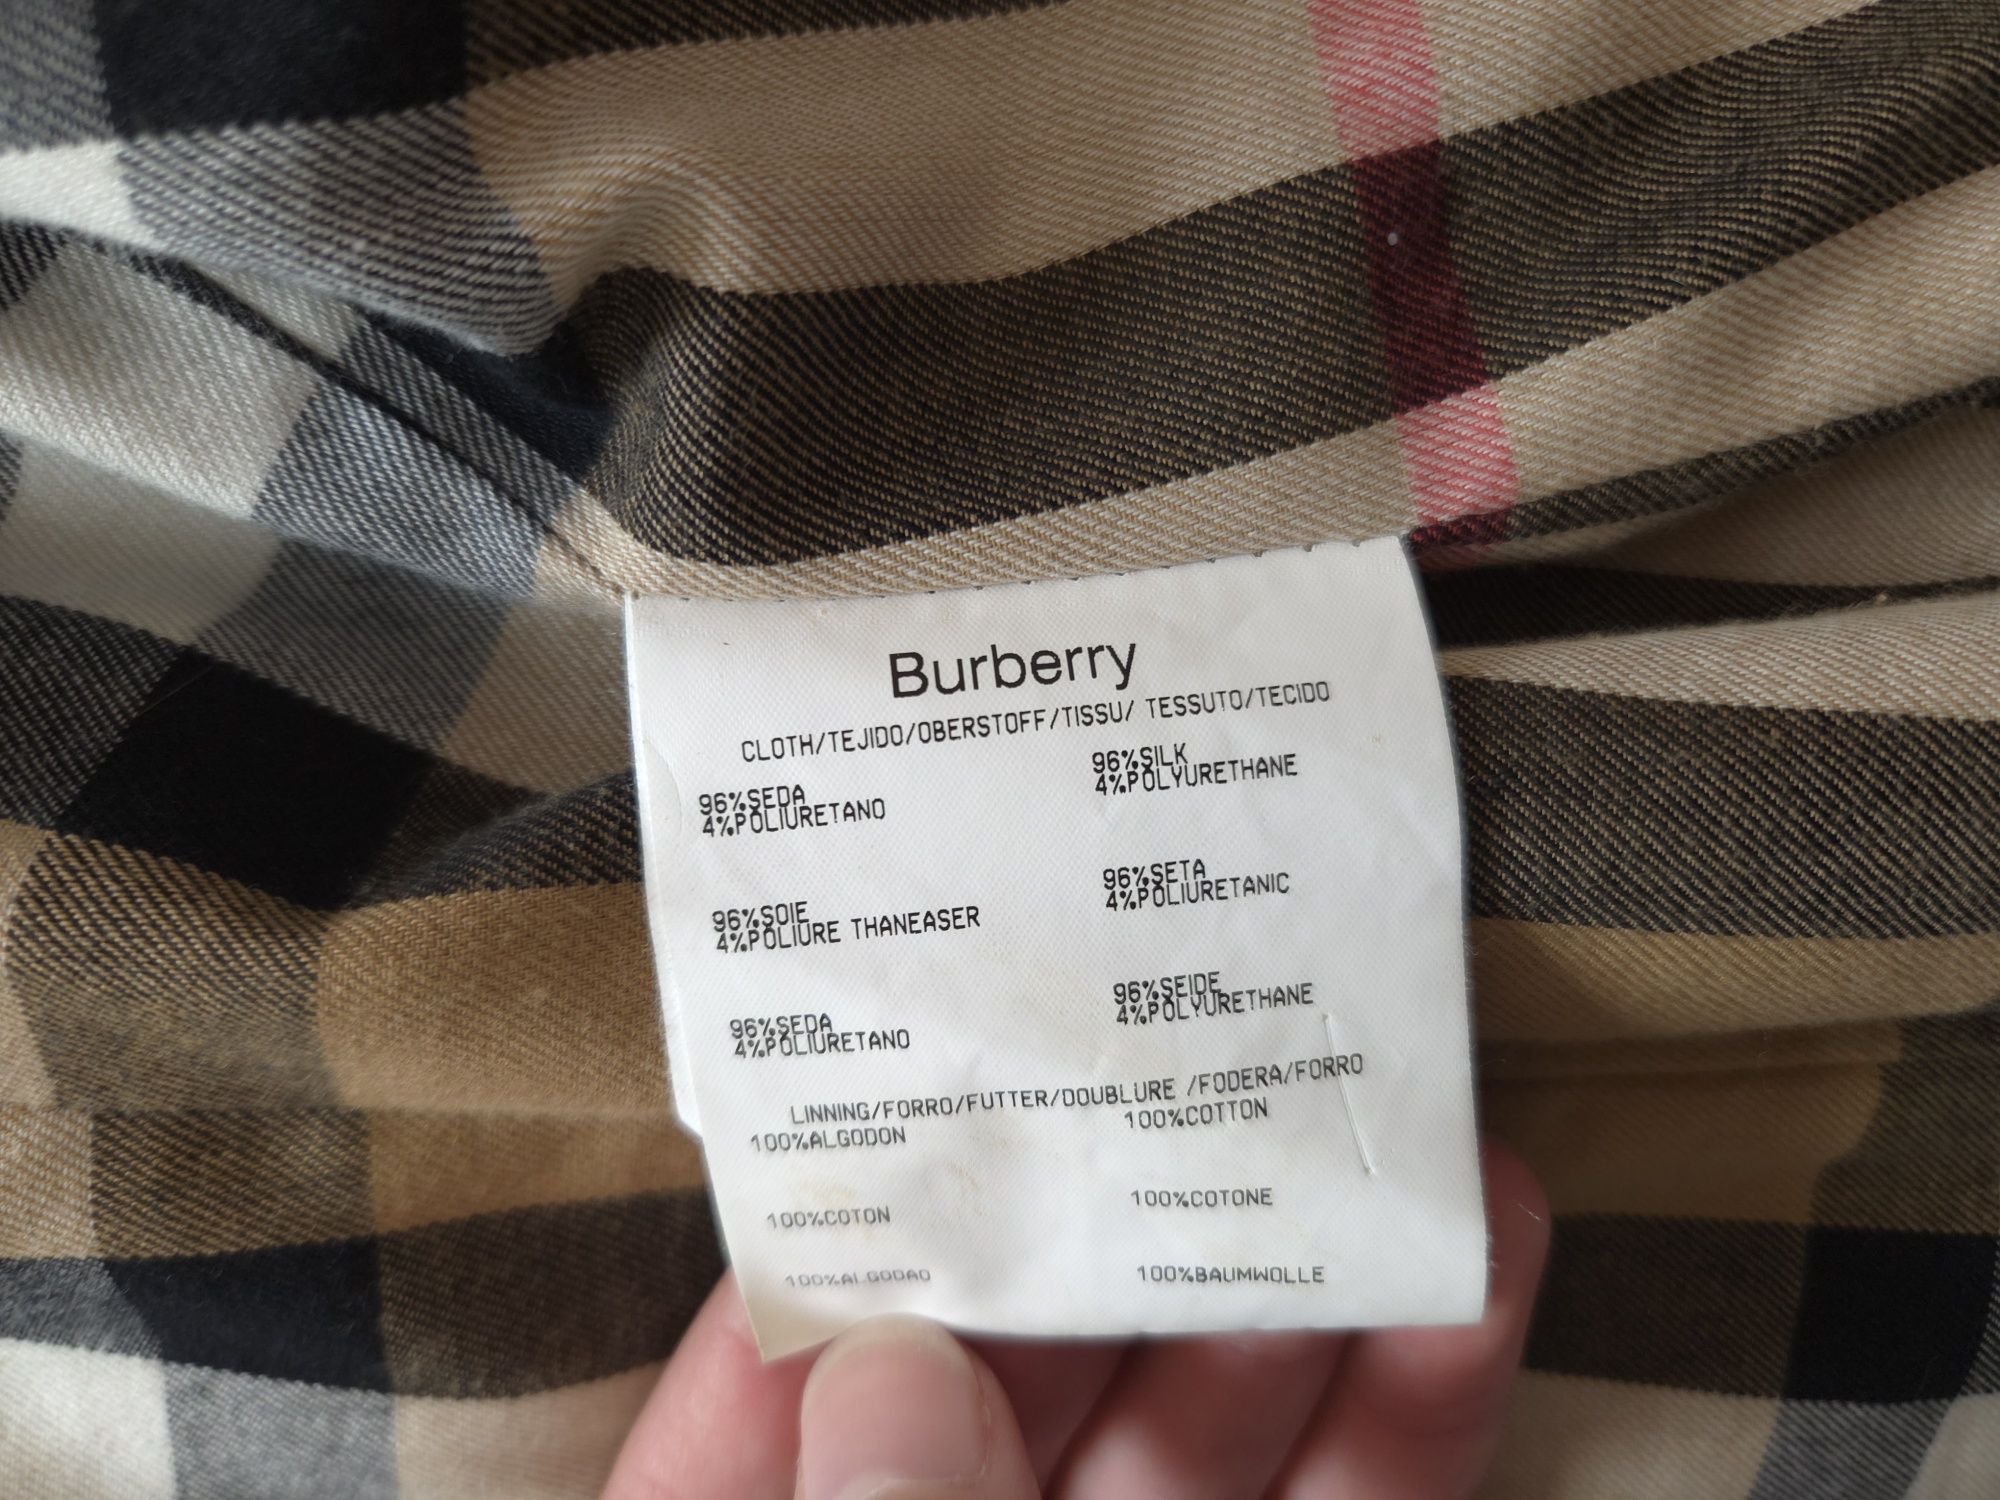 Burberry
CLOTH/TEJIDO/OBERSTOFF/TISSU/ TESSUTO/TECIDO
96%SEDA
4%POLIURETANO
96%SILK
4%POLYURETHANE
96%SOIE
4%POLIURE THANEASER
96%SETA
4%POLIURETANIC
96%SEDA
4%POLIURETANO
96%SEIDE
4%POLYURETHANE
LINNING/FORRO/FUTTER/DOUBLURE /FODERA/FORRO
100%ALGODON
100%COTTON
100%COTON
100%COTONE
100%ALGODAO
100%BAUMWOLLE